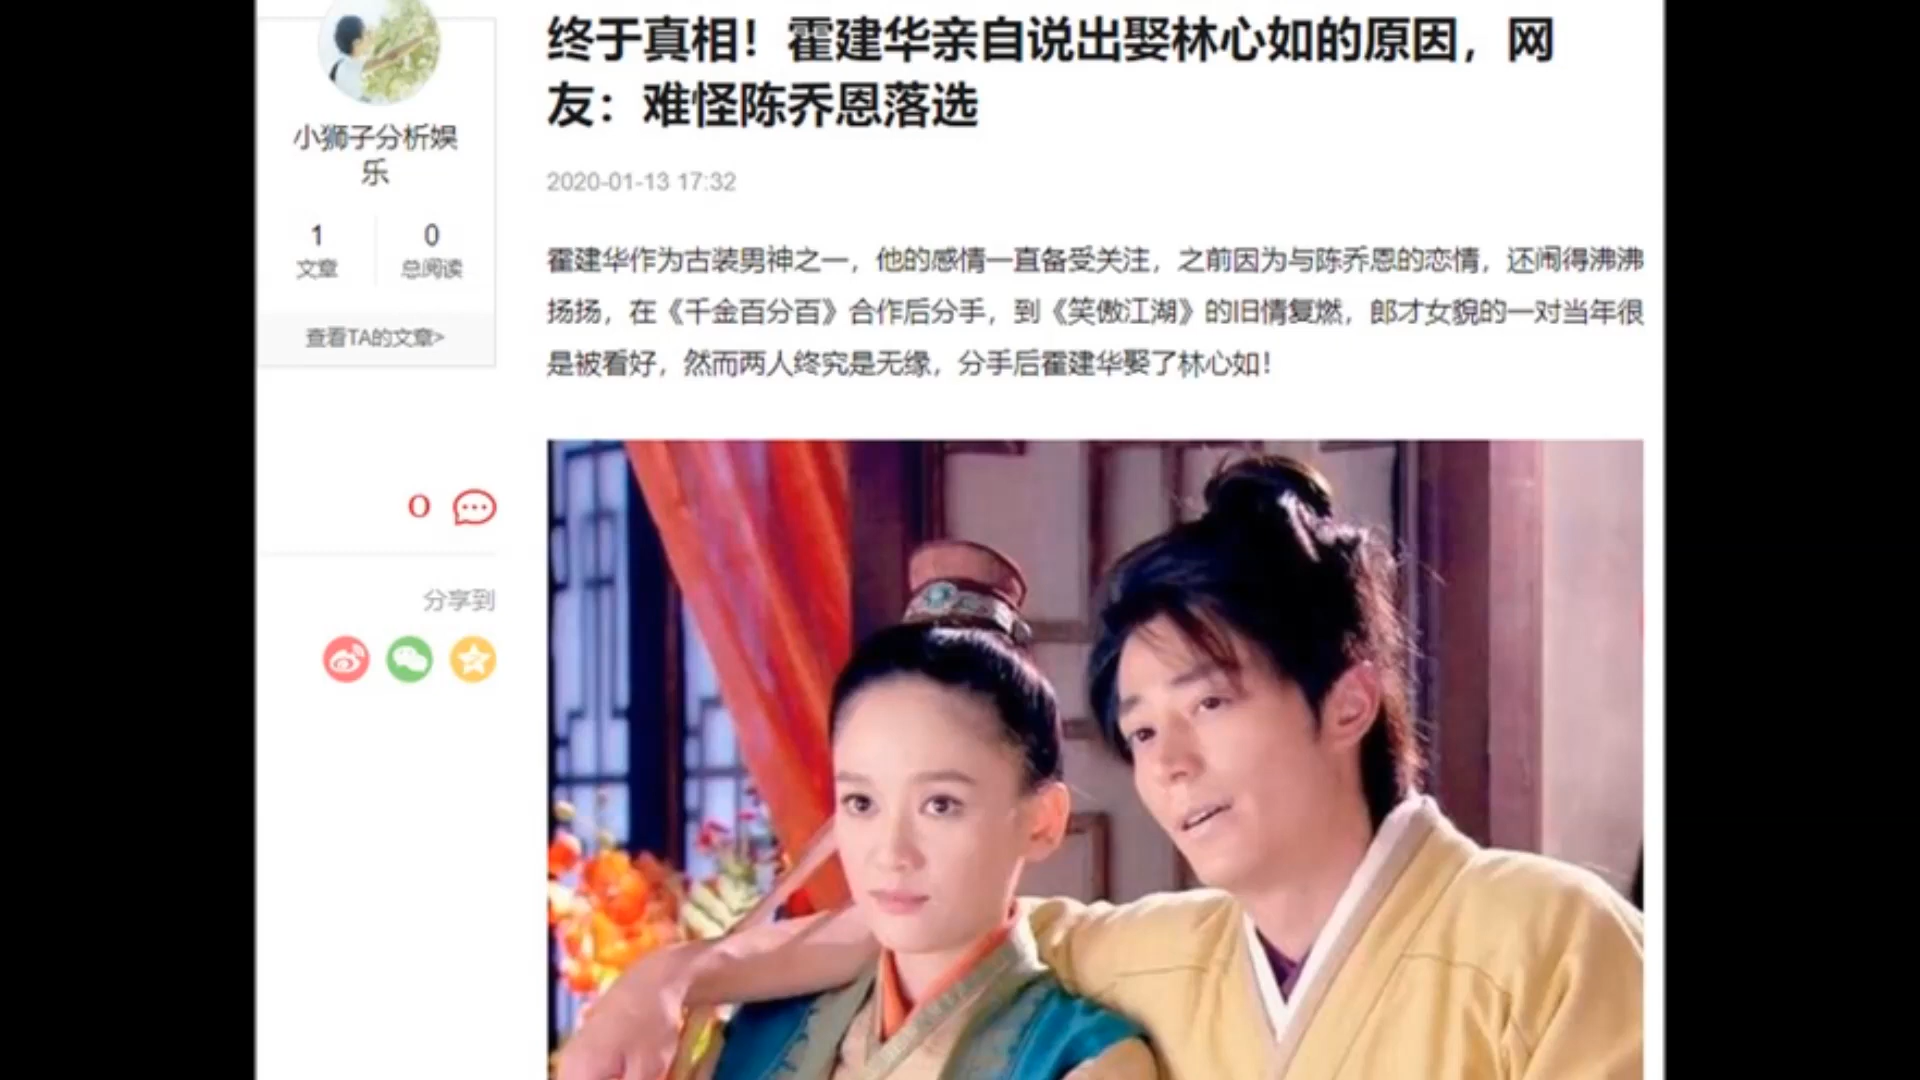 终于真相！霍建华亲自说出娶林心如的原因，网
友：难怪陈乔恩落选
2020-01-13 17:32
小狮子分析娱
乐
1
文章
0
总阅读
查看TA的文章>
霍建华作为古装男神之一，他的感情一直备受关注，之前因为与陈乔恩的恋情，还闹得沸沸
扬扬，在《千金百分百》合作后分手，到《笑傲江湖》的旧情复燃，郎才女貌的一对当年很
是被看好，然而两人终究是无缘，分手后霍建华娶了林心如！
0
分享到